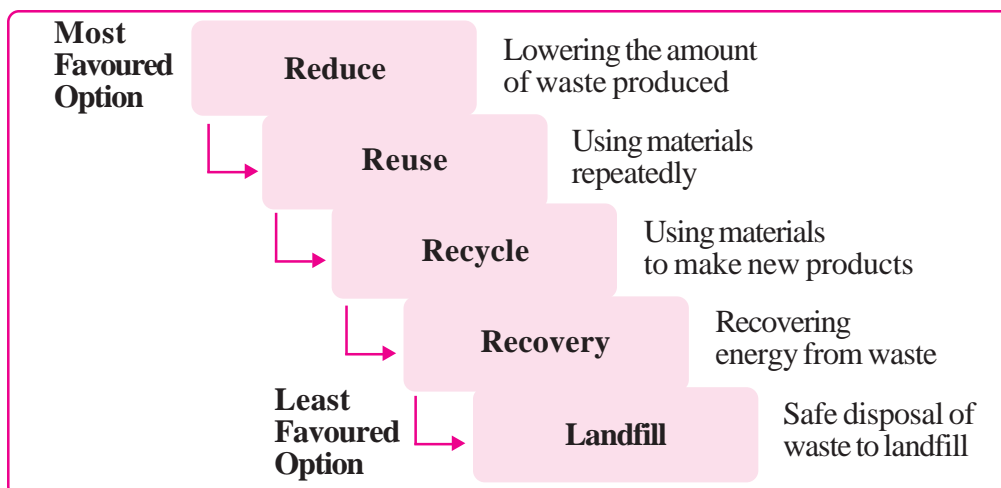 Most
Favoured
Option
Reduce
Lowering the amount
of waste produced
Reuse
Using materials
repeatedly
Recycle
Using materials
to make new products
Recovery
Recovering
energy from waste
Least
Favoured
Option
Landfill
Safe disposal of
waste to landfill